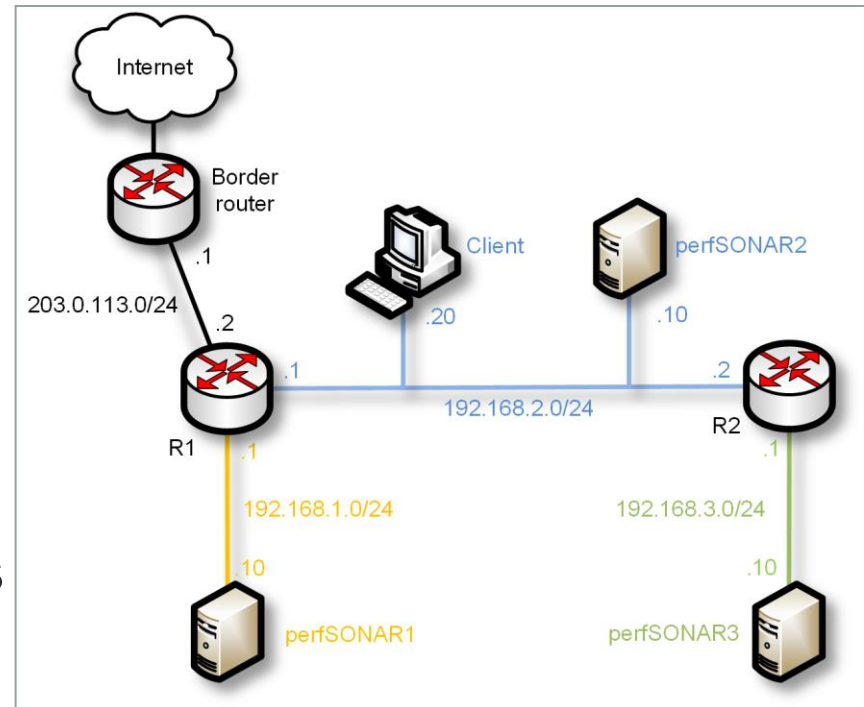 Internet
Border
router
.1
203.0.113.0/24
.2
Client
perfSONAR2
.20
.10
.1
.2
192.168.2.0/24
R1
R2
.1
.1
192.168.1.0/24
192.168.3.0/24
.10
.10
perfSONAR1
perfSONAR3